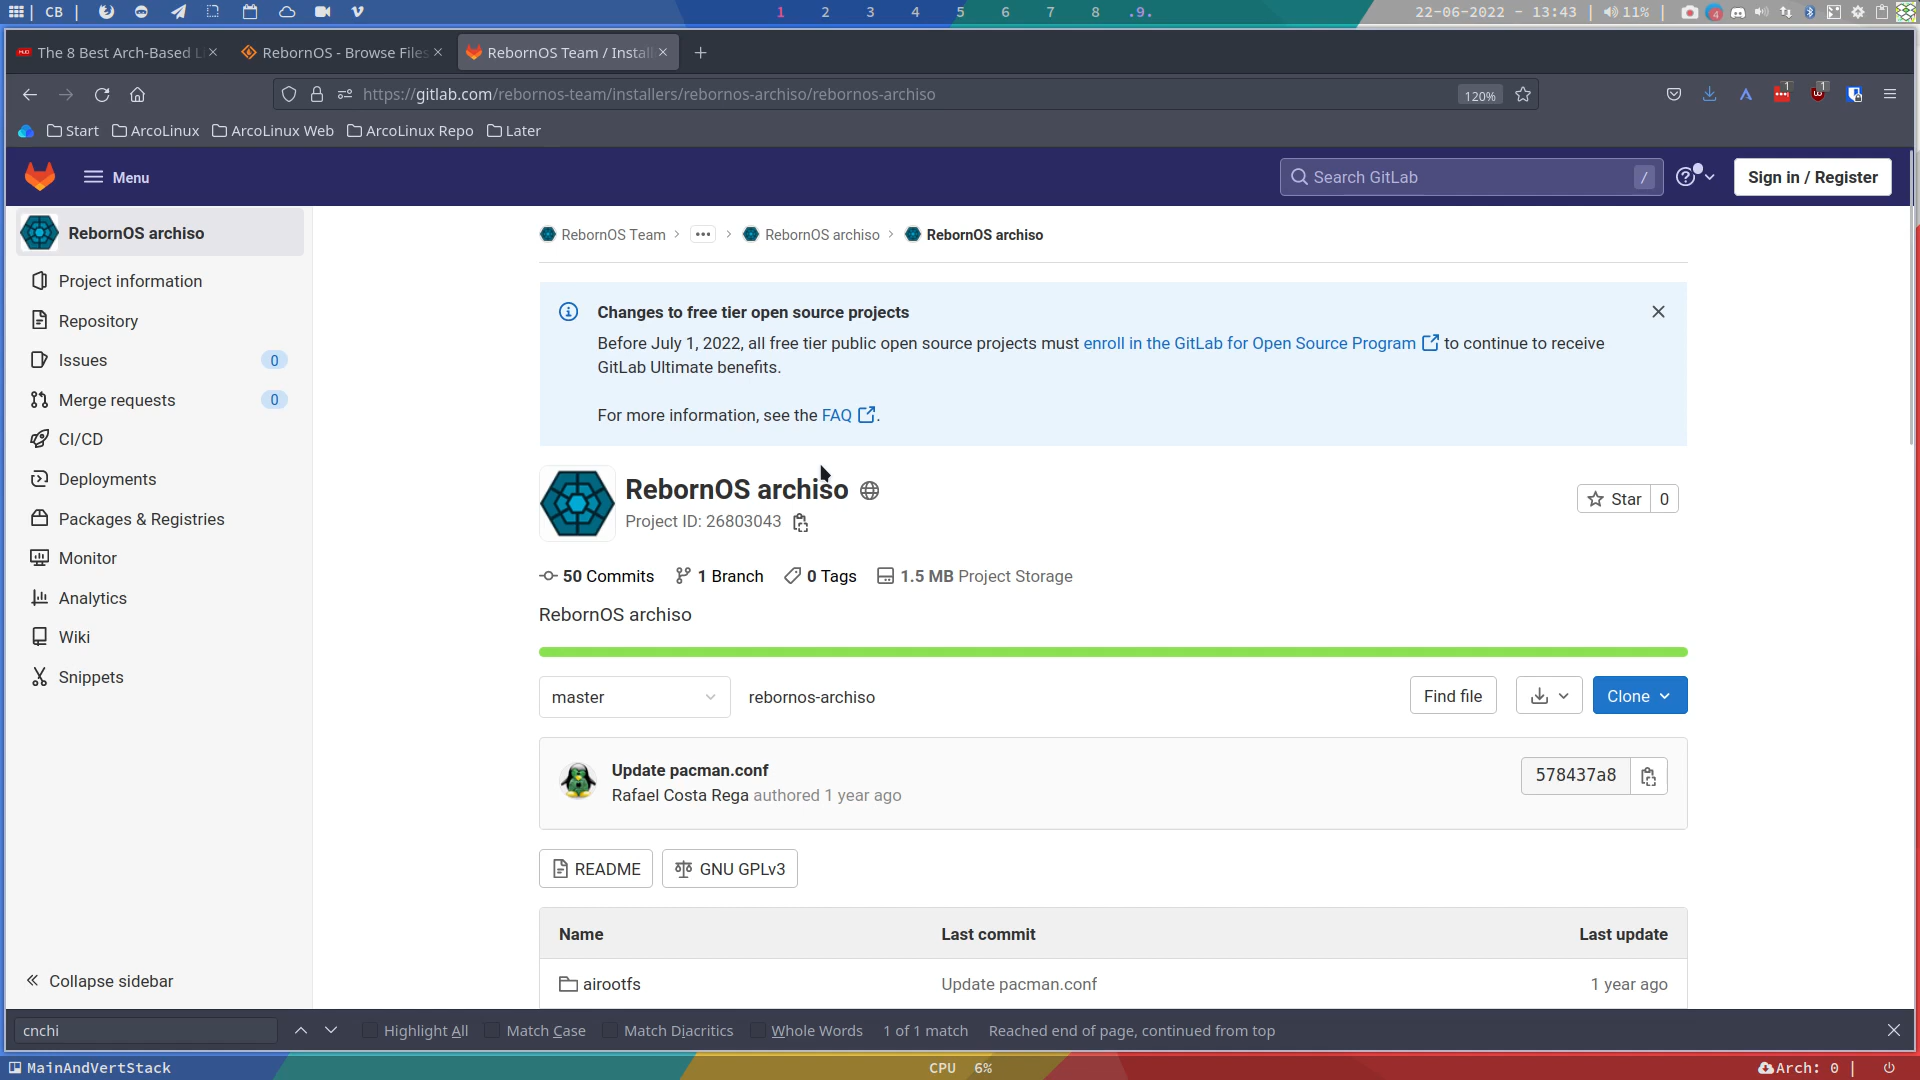 CB
1 2 3 4 5 6 7 8 .9.
22-06-2022 - 13:43 | 11% |
The 8 Best Arch-Based L
RebornOS - Browse Files
RebornOS Team / Instal
https://gitlab.com/rebornos-team/installers/rebornos-archiso/rebornos-archiso
120%
Start ArcoLinux ArcoLinux Web ArcoLinux Repo Later
Menu
Search GitLab /
Sign in / Register
RebornOS archiso
Project information
Repository
Issues 0
Merge requests 0
CI/CD
Deployments
Packages & Registries
Monitor
Analytics
Wiki
Snippets
Collapse sidebar
RebornOS Team > ... > RebornOS archiso > RebornOS archiso
Changes to free tier open source projects
Before July 1, 2022, all free tier public open source projects must enroll in the GitLab for Open Source Program to continue to receive
GitLab Ultimate benefits.
For more information, see the FAQ .
RebornOS archiso
Project ID: 26803043
Star 0
50 Commits 1 Branch 0 Tags 1.5 MB Project Storage
RebornOS archiso
master
rebornos-archiso
Find file
Clone
Update pacman.conf
Rafael Costa Rega authored 1 year ago
578437a8
README
GNU GPLv3
Name Last commit Last update
airootfs Update pacman.conf 1 year ago
cnchi
Highlight All Match Case Match Diacritics Whole Words 1 of 1 match Reached end of page, continued from top
MainAndVertStack
CPU 6%
Arch: 0 |